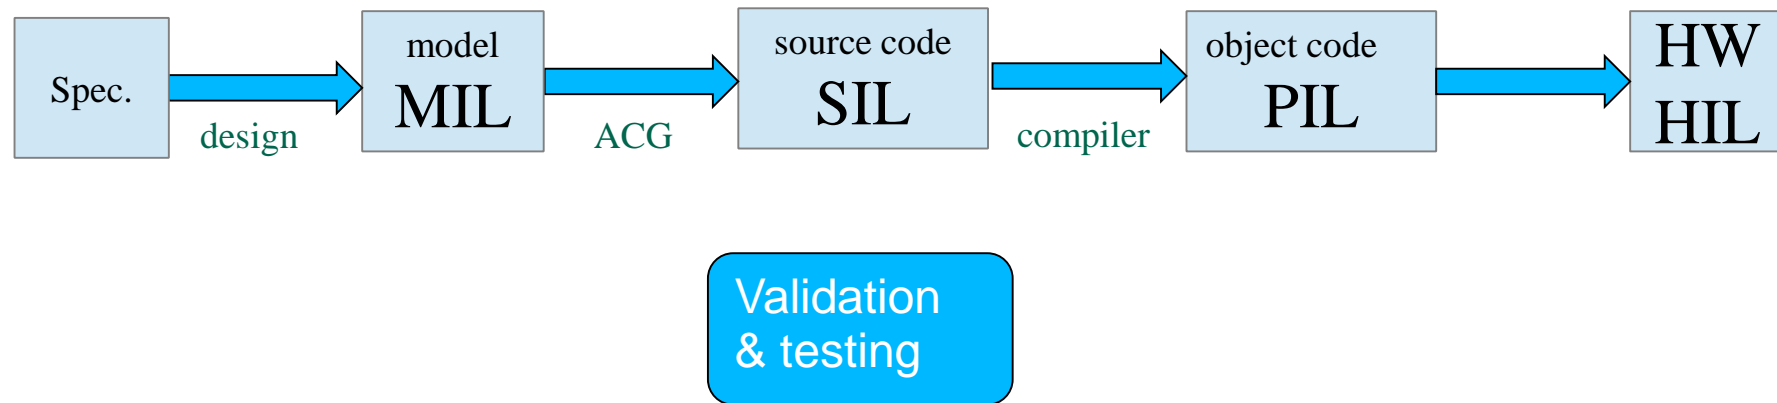 Spec.
design
model
MIL
ACG
source code
SIL
compiler
object code
PIL
HW
HIL
Validation
& testing